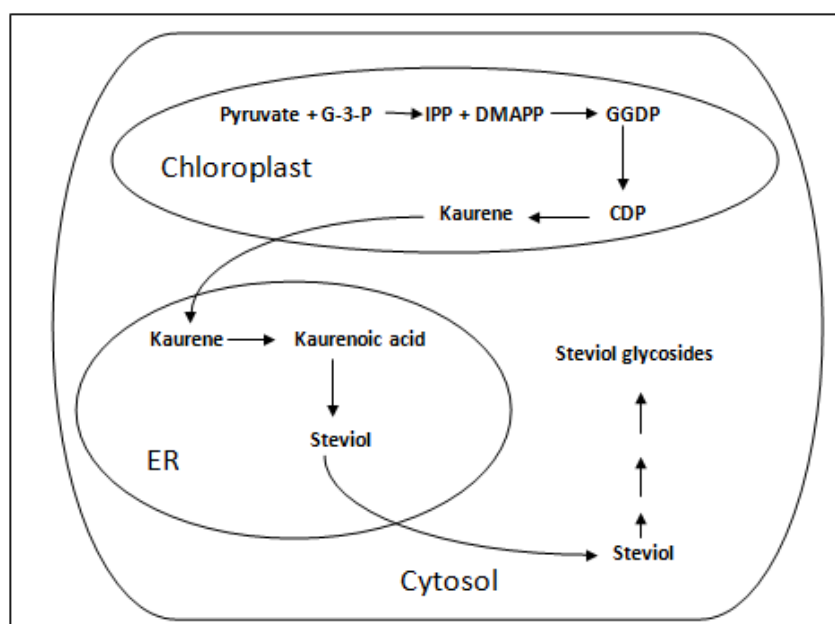 Pyruvate + G-3-P IPP + DMAPP GGDP
Chloroplast
Kaurene CDP
Kaurene Kaurenoic acid
Steviol glycosides
Steviol
ER
Steviol
Cytosol